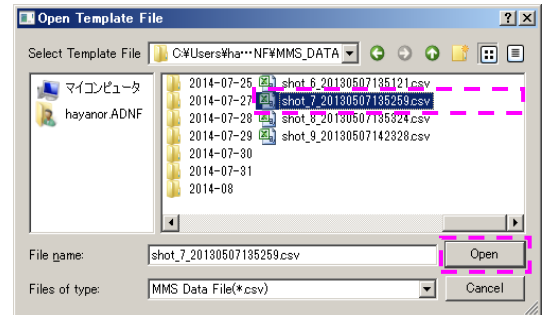 Open Template File
Select Template File C:¥Users¥ha…NF¥MMS_DATA
マイコンピュータ
hayanor.ADNF
2014-07-25 shot_6_20130507135121.csv
2014-07-27 shot_7_20130507135259.csv
2014-07-28 shot_8_20130507135324.csv
2014-07-29 shot_9_20130507142328.csv
2014-07-30
2014-07-31
2014-08
File name: shot_7_20130507135259.csv Open
Files of type: MMS Data File(*.csv) Cancel